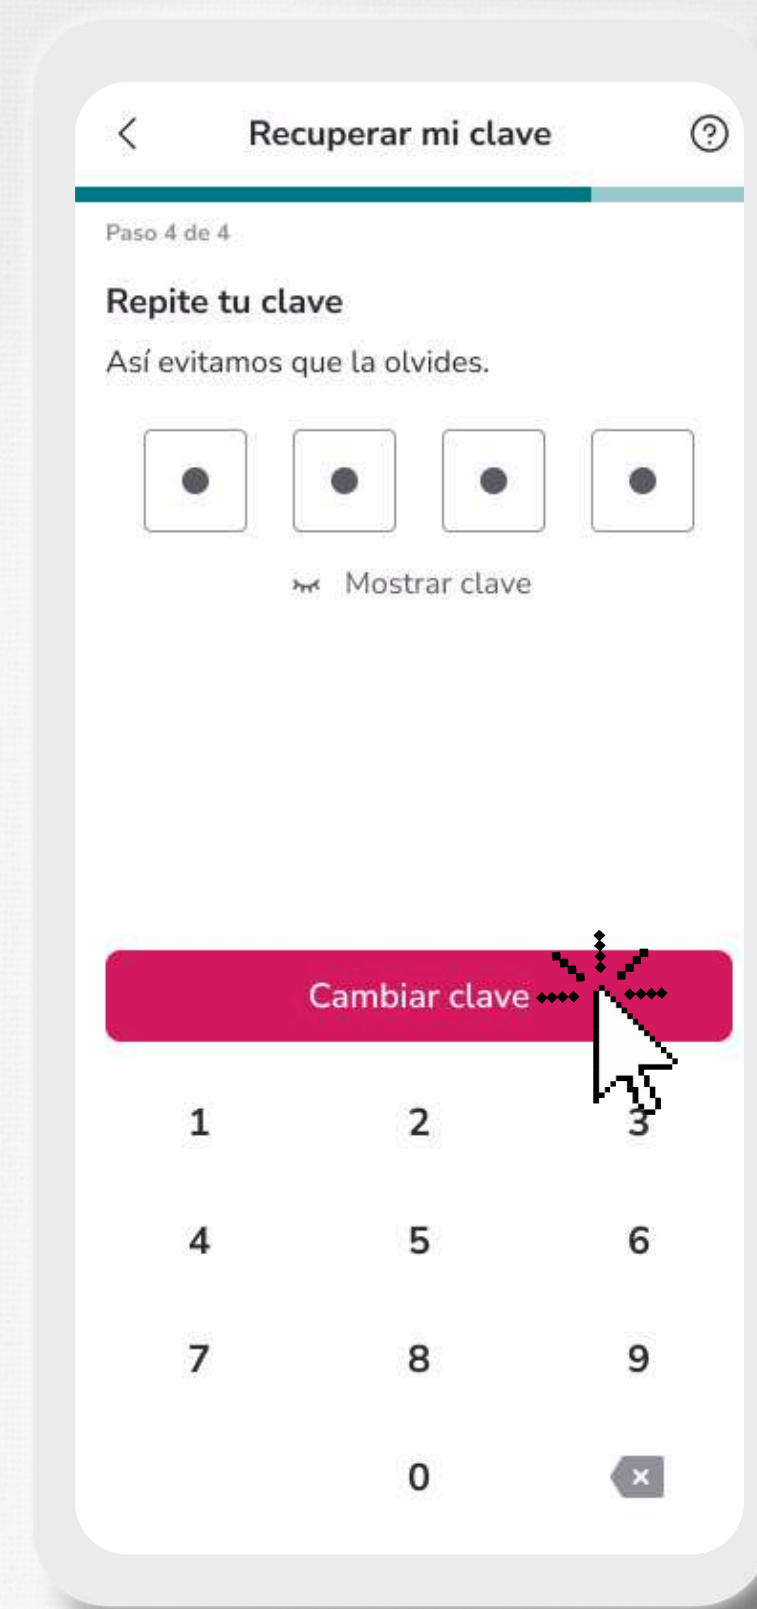 Recuperar mi clave
Paso 4 de 4
Repite tu clave
Así evitamos que la olvides.
Mostrar clave
Cambiar clave
1 2 3
4 5 6
7 8 9
0